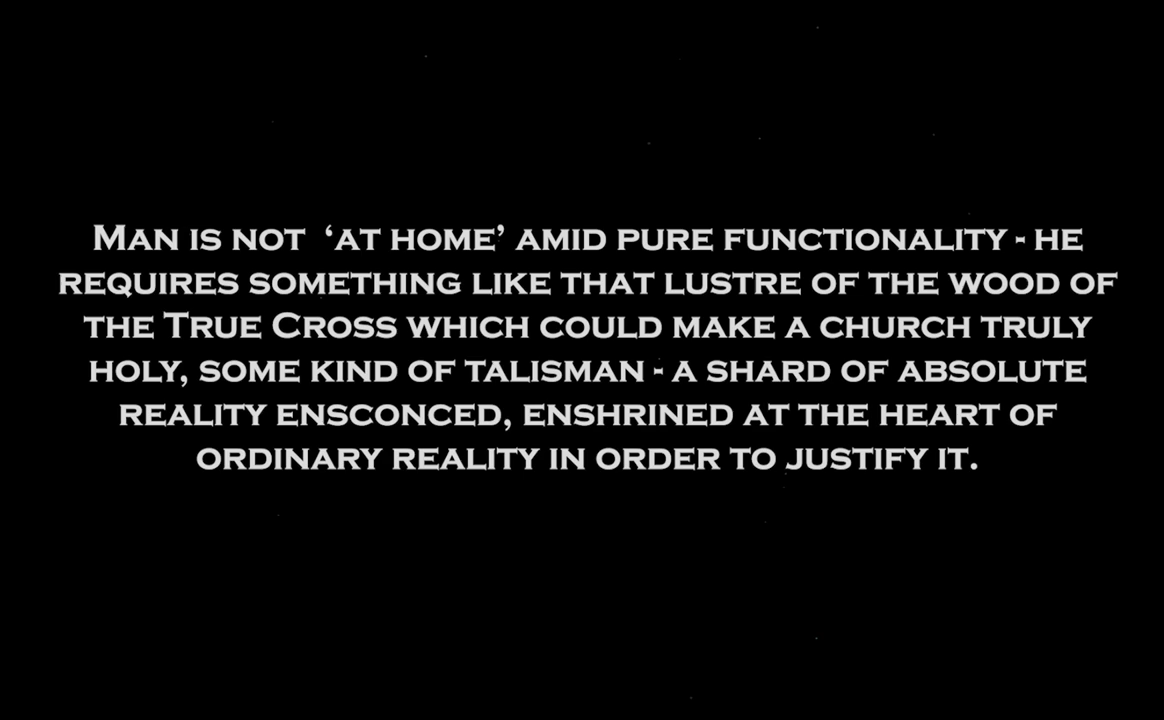 Man is not ‘at home’ amid pure functionality - he
requires something like that lustre of the wood of
the True Cross which could make a church truly
holy, some kind of talisman - a shard of absolute
reality ensconced, enshrined at the heart of
ordinary reality in order to justify it.